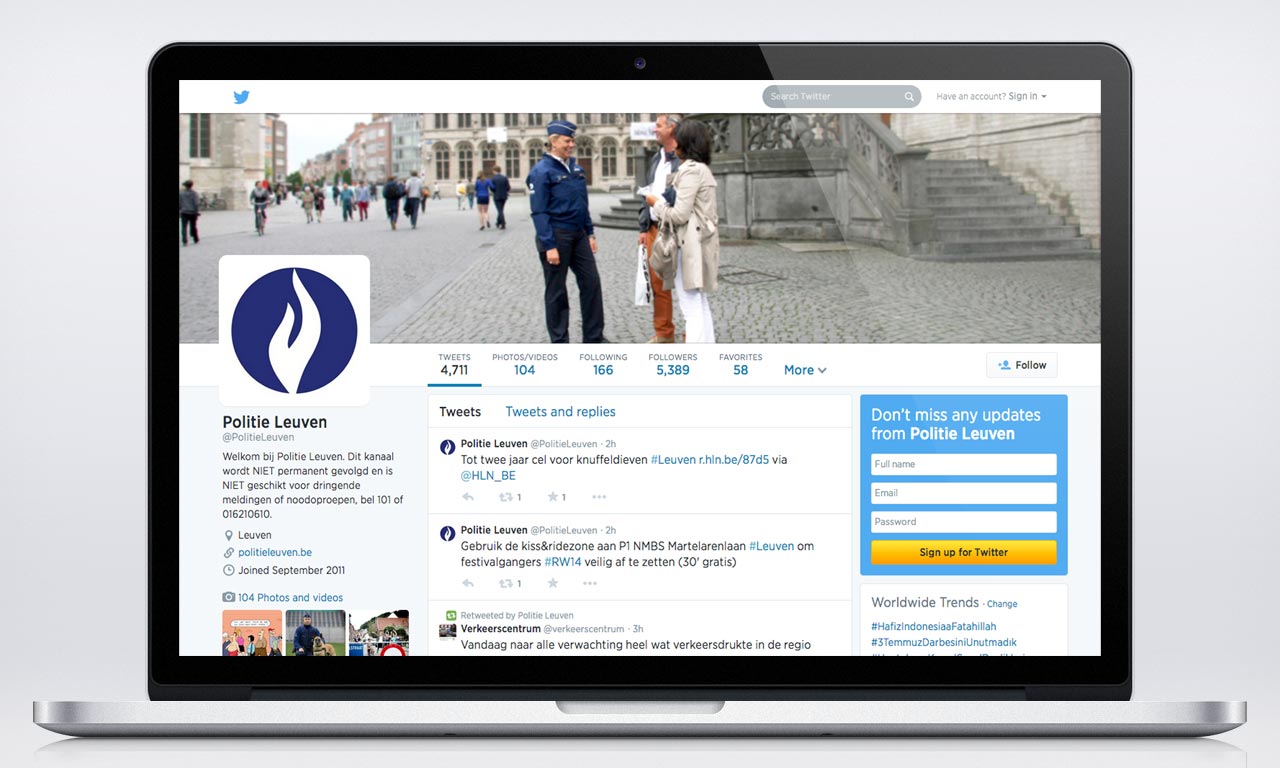 Search Twitter
Have an account? Sign in
TWEETS
4,711
PHOTOS/VIDEOS
104
FOLLOWING
166
FOLLOWERS
5,389
FAVORITES
58
More
Follow
Politie Leuven
@PolitieLeuven
Welkom bij Politie Leuven. Dit kanaal
wordt NIET permanent gevolgd en is
NIET geschikt voor dringende
meldingen of noodoproepen, bel 101 of
016210610.
Leuven
politieleuven.be
Joined September 2011
104 Photos and videos
Tweets
Tweets and replies
Politie Leuven @PolitieLeuven · 2h
Tot twee jaar cel voor knuffeldieven #Leuven r.hln.be/87d5 via
@HLN_BE
1
1
Politie Leuven @PolitieLeuven · 2h
Gebruik de kiss&ridezone aan P1 NMBS Martelarenlaan #Leuven om
festivalgangers #RW14 veilig af te zetten (30' gratis)
1
Retweeted by Politie Leuven
Verkeerscentrum @verkeerscentrum · 3h
Vandaag naar alle verwachting heel wat verkeersdrukte in de regio
Don't miss any updates
from Politie Leuven
Full name
Email
Password
Sign up for Twitter
Worldwide Trends · Change
#HafizIndonesiaaFatahillah
#3TemmuzDarbesiniUnutmadık